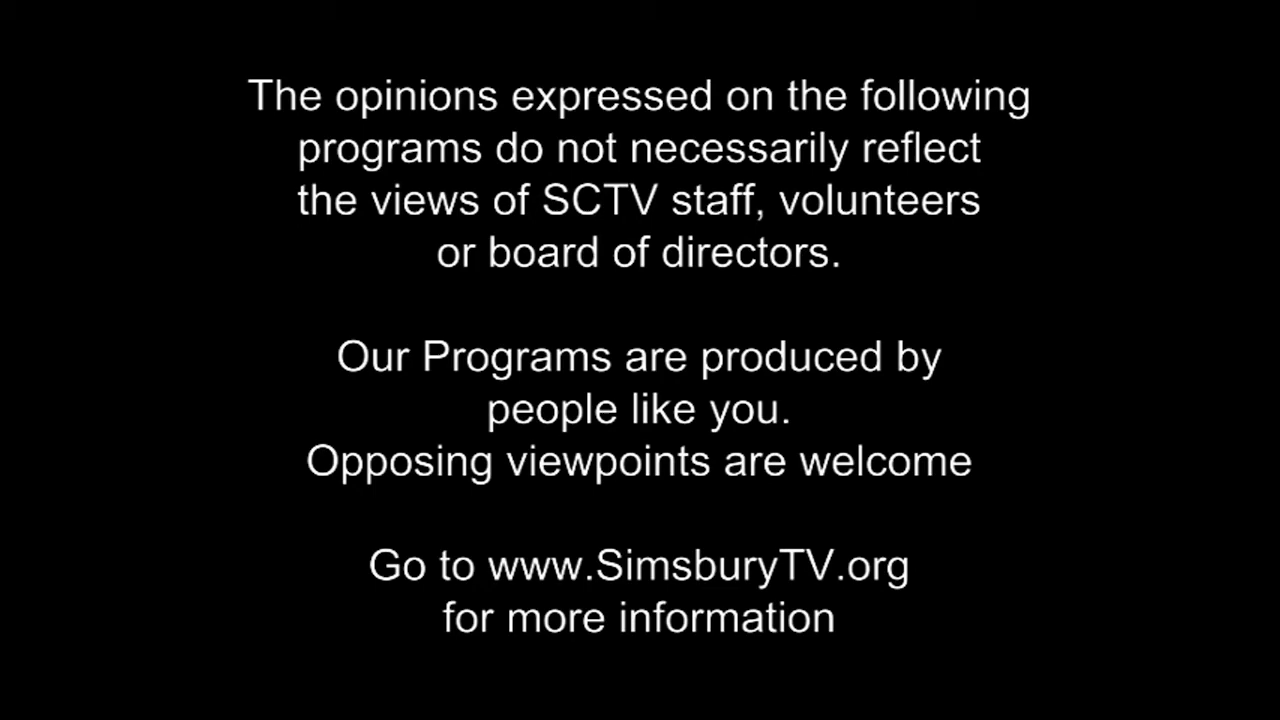 The opinions expressed on the following
programs do not necessarily reflect
the views of SCTV staff, volunteers
or board of directors.
Our Programs are produced by
people like you.
Opposing viewpoints are welcome
Go to www.SimsburyTV.org
for more information